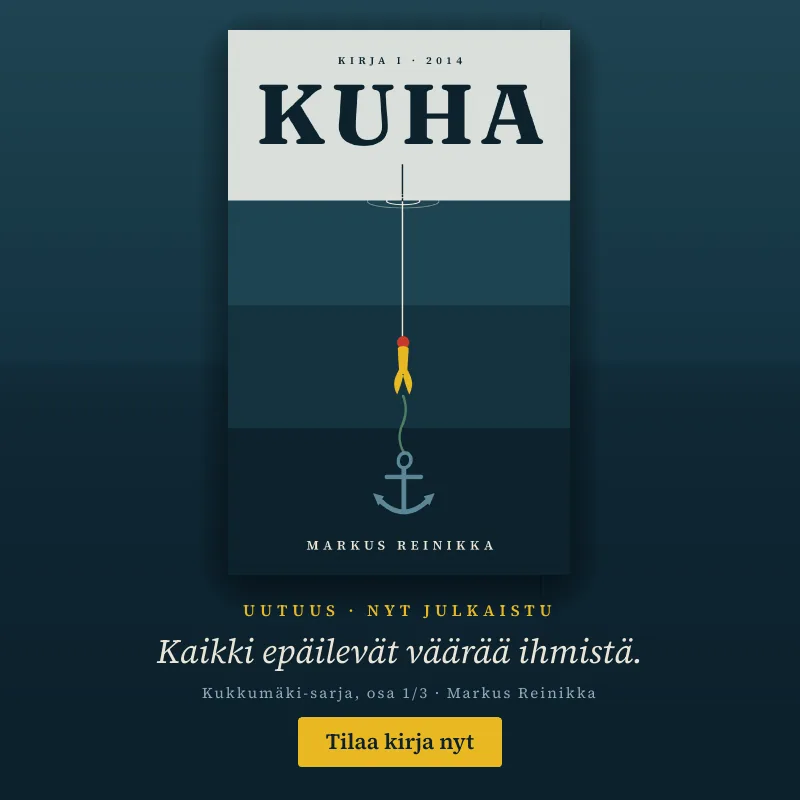 KIRJA I · 2014
KUHA
MARKUS REINIKKA
UUTUUS · NYT JULKAISTU
Kaikki epäilevät väärää ihmistä.
Kukkumäki-sarja, osa 1/3 · Markus Reinikka
Tilaa kirja nyt